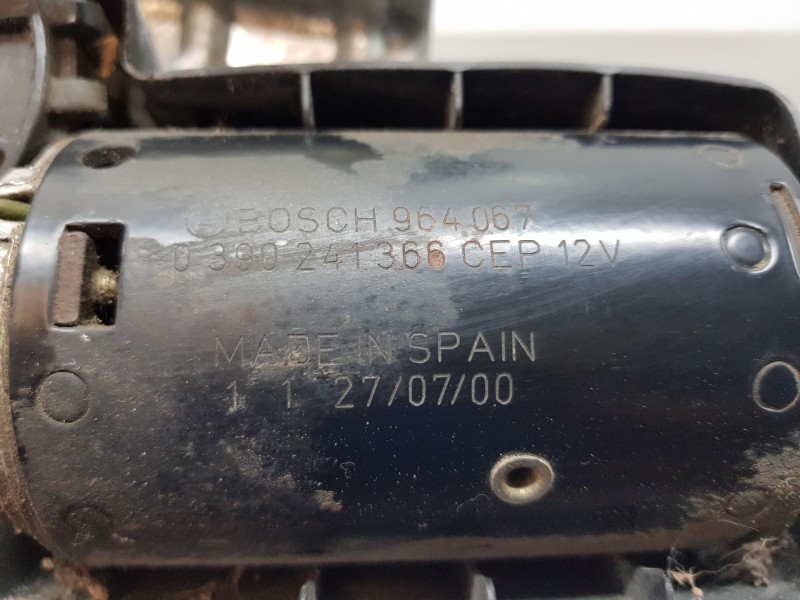 BOSCH 964 067
0 390 241 366 CEP 12V
MADE IN SPAIN
1 1 27/07/00